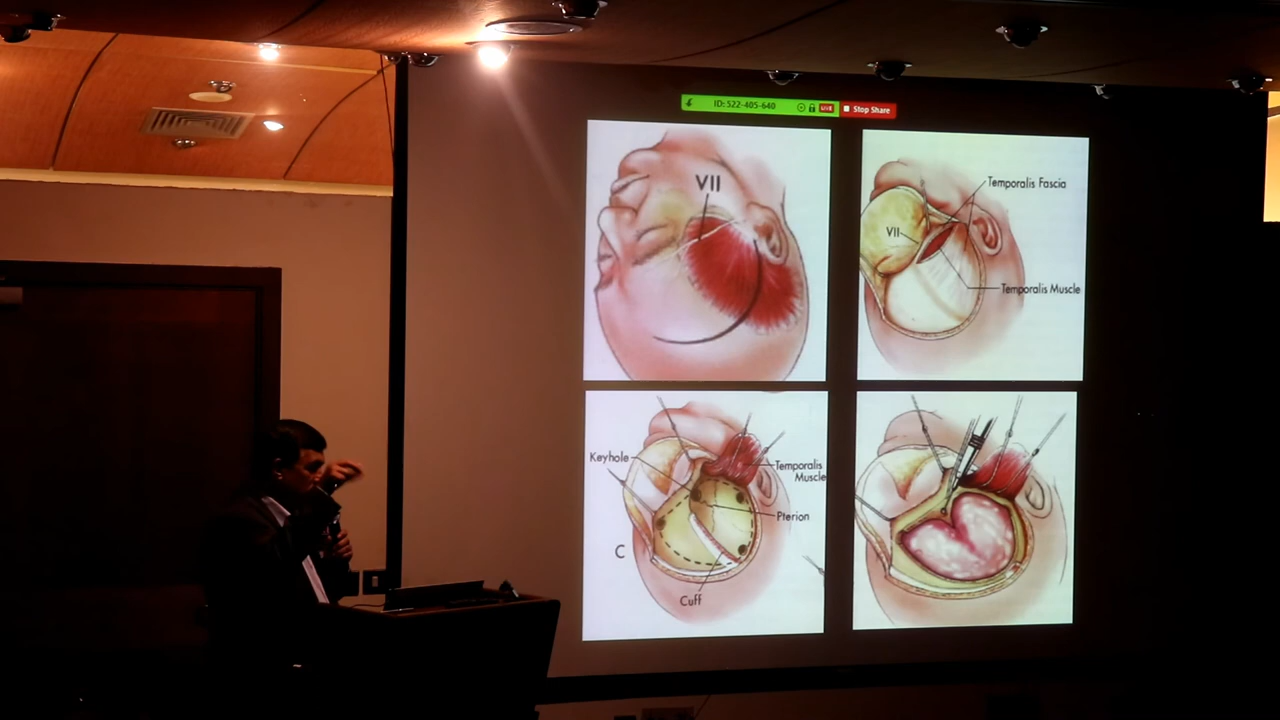 ID: 522-405-640 LIVE Stop Share
VII
Temporalis Fascia
VII
Temporalis Muscle
Keyhole
Temporalis
Muscle
Pterion
C
Cuff